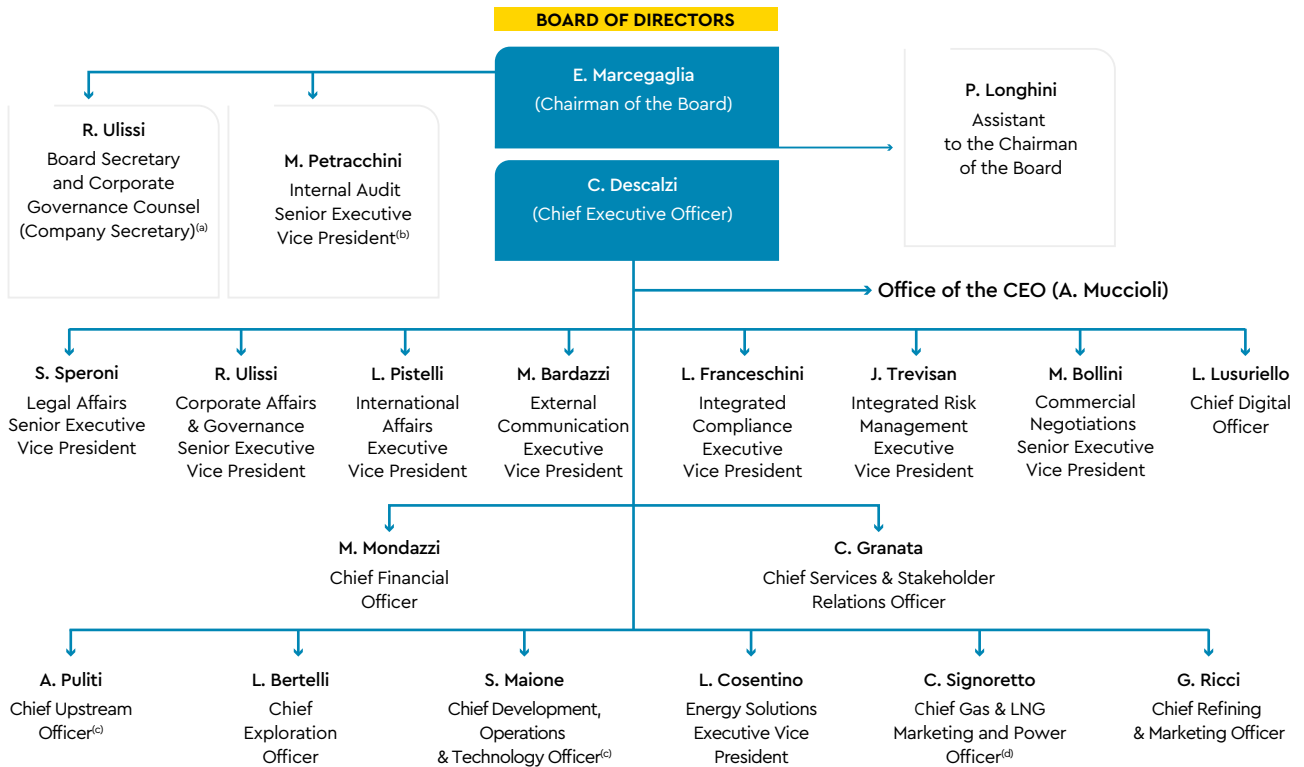 BOARD OF DIRECTORS
E. Marcegaglia
(Chairman of the Board)
P. Longhini
Assistant
to the Chairman
of the Board
R. Ulissi
Board Secretary
and Corporate
Governance Counsel
(Company Secretary)(a)
M. Petracchini
Internal Audit
Senior Executive
Vice President(b)
C. Descalzi
(Chief Executive Officer)
Office of the CEO (A. Muccioli)
S. Speroni
Legal Affairs
Senior Executive
Vice President
R. Ulissi
Corporate Affairs
& Governance
Senior Executive
Vice President
L. Pistelli
International
Affairs
Executive
Vice President
M. Bardazzi
External
Communication
Executive
Vice President
L. Franceschini
Integrated
Compliance
Executive
Vice President
J. Trevisan
Integrated Risk
Management
Executive
Vice President
M. Bollini
Commercial
Negotiations
Senior Executive
Vice President
L. Lusuriello
Chief Digital
Officer
M. Mondazzi
Chief Financial
Officer
C. Granata
Chief Services & Stakeholder
Relations Officer
A. Puliti
Chief Upstream
Officer(c)
L. Bertelli
Chief
Exploration
Officer
S. Maione
Chief Development,
Operations
& Technology Officer(c)
L. Cosentino
Energy Solutions
Executive Vice
President
C. Signoretto
Chief Gas & LNG
Marketing and Power
Officer(d)
G. Ricci
Chief Refining
& Marketing Officer